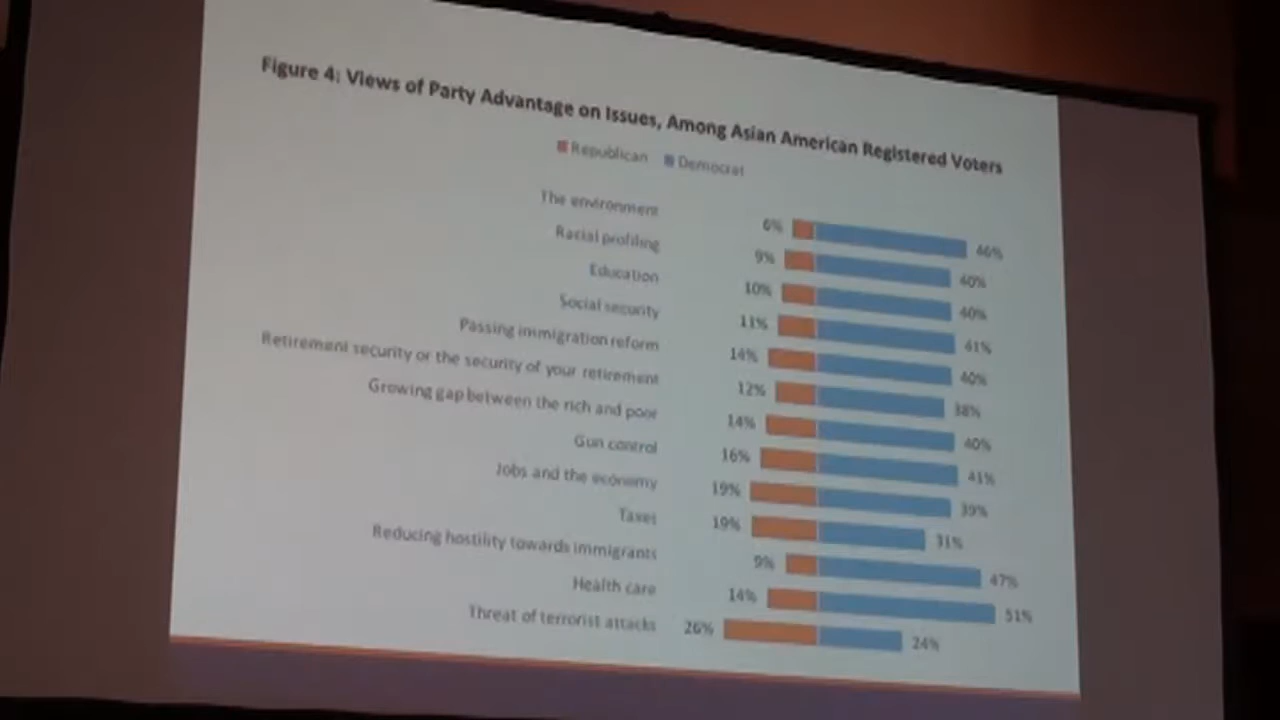 Figure 4: Views of Party Advantage on Issues, Among Asian American Registered Voters
Republican Democrat
The environment 6% 46%
Racial profiling 9% 40%
Education 10% 40%
Social security 11% 41%
Passing immigration reform 14% 40%
Retirement security or the security of your retirement 12% 38%
Growing gap between the rich and poor 14% 40%
Gun control 16% 41%
Jobs and the economy 19% 39%
Taxes 19% 31%
Reducing hostility towards immigrants 9% 47%
Health care 14% 51%
Threat of terrorist attacks 26% 24%